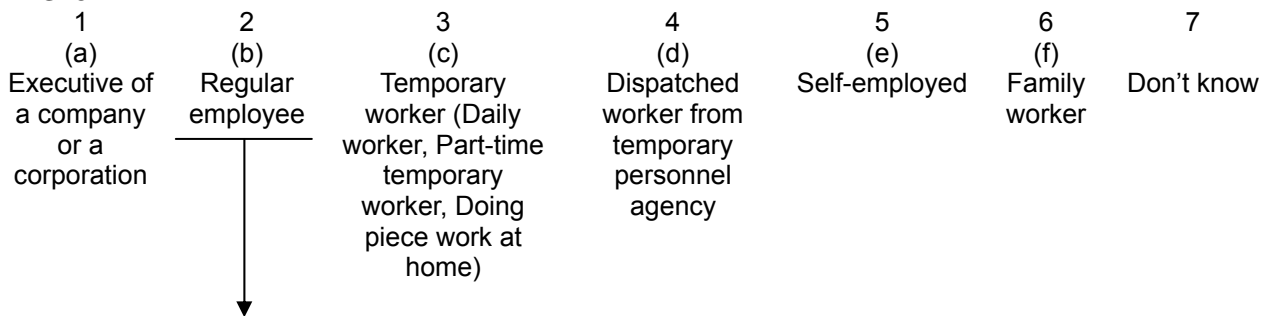 1 2 3 4 5 6 7
(a) (b) (c) (d) (e) (f)
Executive of Regular Temporary Dispatched Self-employed Family Don’t know
a company employee worker (Daily worker from worker
or a worker, Part-time temporary
corporation temporary personnel
worker, Doing agency
piece work at
home)